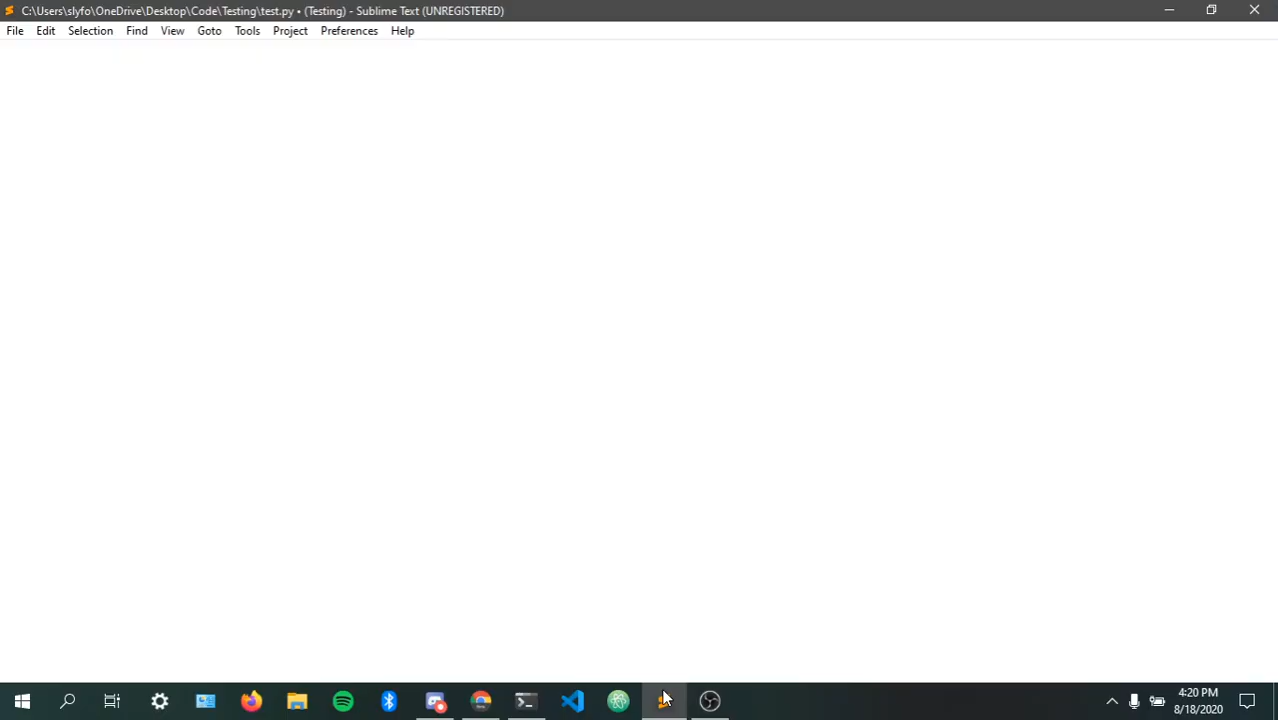 C:\Users\slyfo\OneDrive\Desktop\Code\Testing\test.py • (Testing) - Sublime Text (UNREGISTERED)
File Edit Selection Find View Goto Tools Project Preferences Help
4:20 PM
8/18/2020